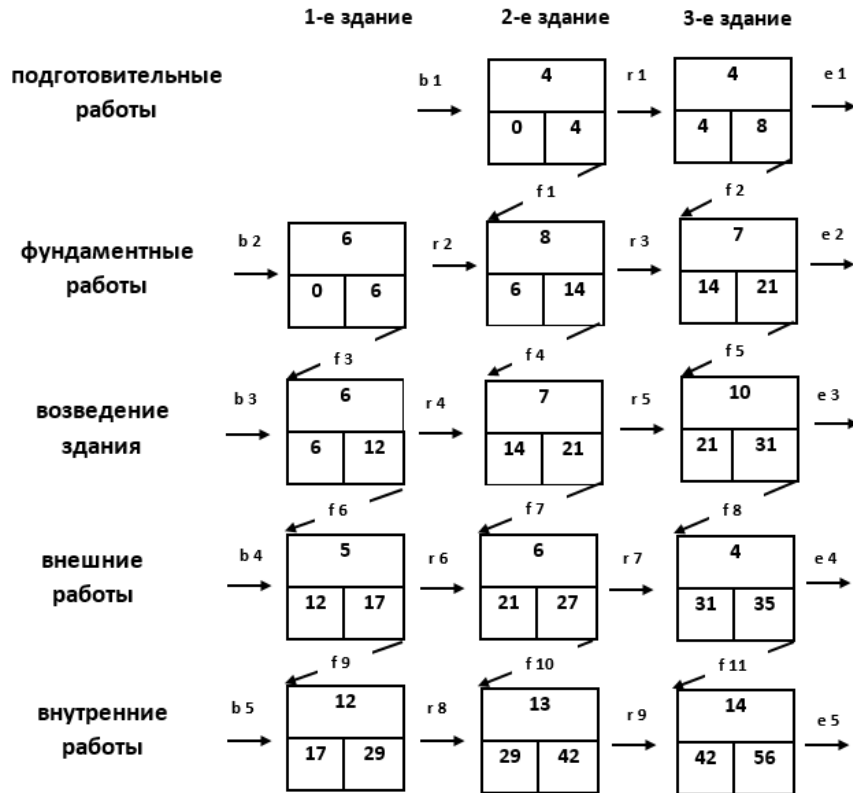 1-е здание 2-е здание 3-е здание
подготовительные
работы
b 1 4 r 1 4 e 1
0 4 4 8
f 1 f 2
фундаментные
работы
b 2 6 r 2 8 r 3 7 e 2
0 6 6 14 14 21
f 3 f 4 f 5
возведение
здания
b 3 6 r 4 7 r 5 10 e 3
6 12 14 21 21 31
f 6 f 7 f 8
внешние
работы
b 4 5 r 6 6 r 7 4 e 4
12 17 21 27 31 35
f 9 f 10 f 11
внутренние
работы
b 5 12 r 8 13 r 9 14 e 5
17 29 29 42 42 56